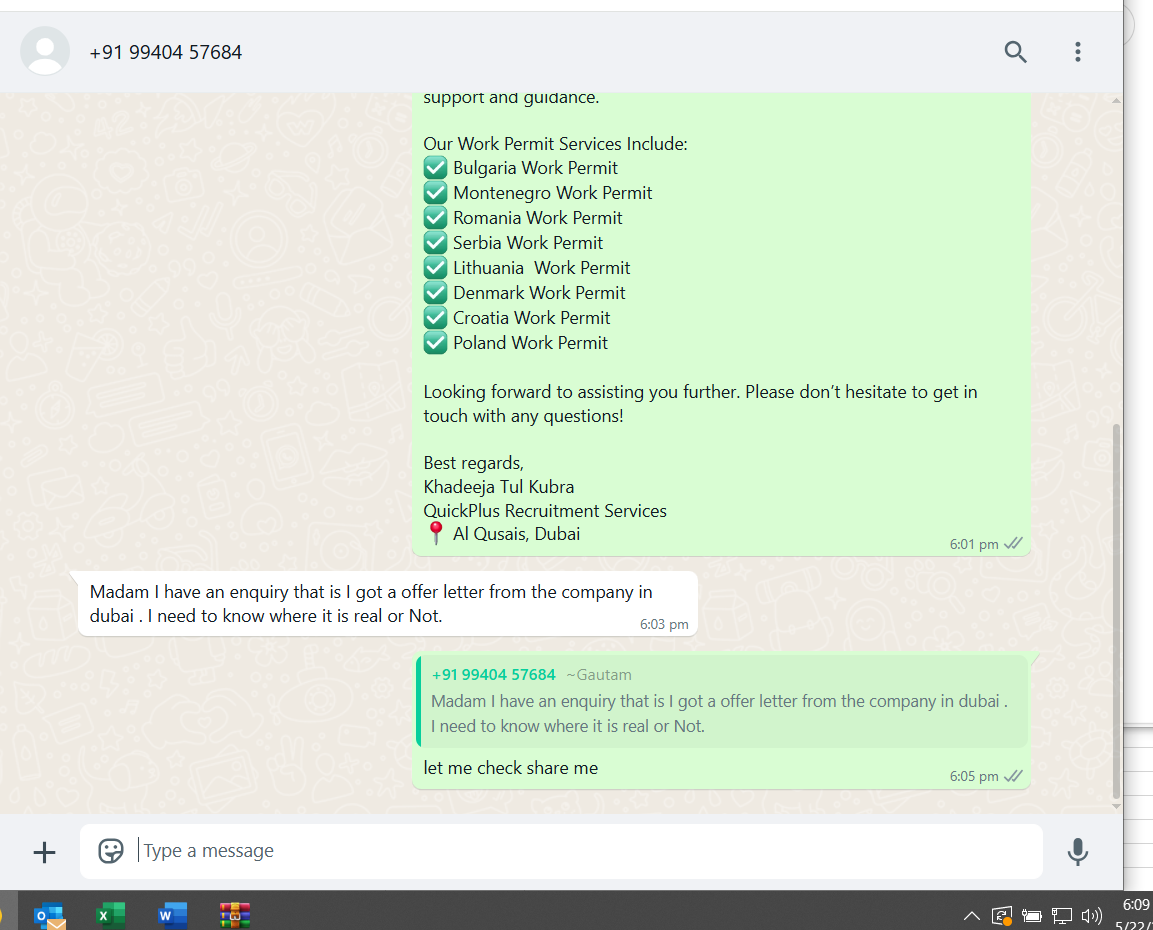 +91 99404 57684
support and guidance.
Our Work Permit Services Include:
✅ Bulgaria Work Permit
✅ Montenegro Work Permit
✅ Romania Work Permit
✅ Serbia Work Permit
✅ Lithuania  Work Permit
✅ Denmark Work Permit
✅ Croatia Work Permit
✅ Poland Work Permit
Looking forward to assisting you further. Please don’t hesitate to get in
touch with any questions!
Best regards,
Khadeeja Tul Kubra
QuickPlus Recruitment Services
📍 Al Qusais, Dubai
6:01 pm
Madam I have an enquiry that is I got a offer letter from the company in
dubai . I need to know where it is real or Not.
6:03 pm
+91 99404 57684 ~Gautam
Madam I have an enquiry that is I got a offer letter from the company in dubai .
I need to know where it is real or Not.
let me check share me
6:05 pm
Type a message
6:09
5/22/